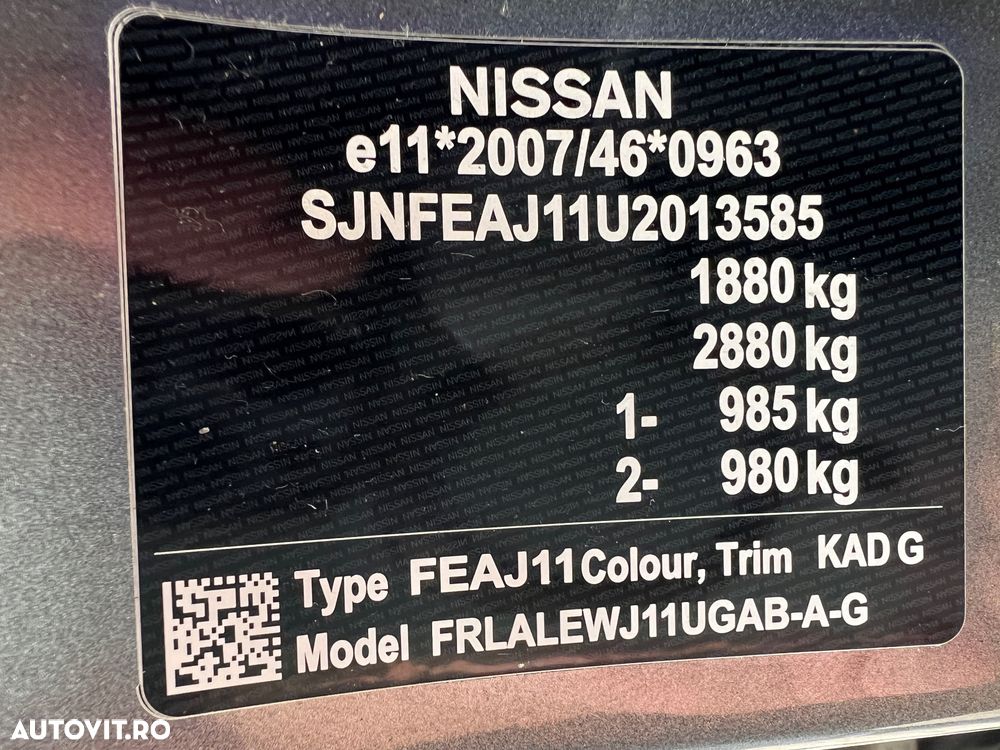 NISSAN
e11*2007/46*0963
SJNFEAJ11U2013585
1880 kg
2880 kg
1- 985 kg
2- 980 kg
Type FEAJ11 Colour, Trim KAD G
Model FRLALEWJ11UGAB-A-G
AUTOVIT.RO